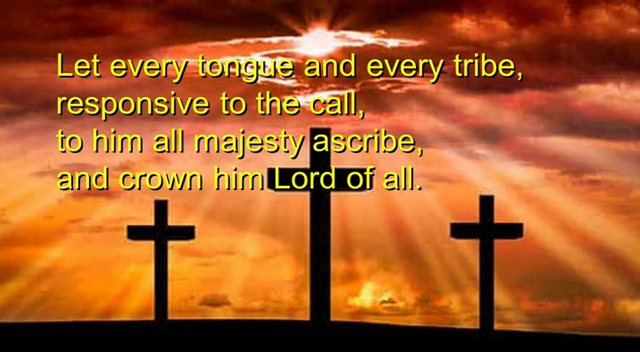 Let every tongue and every tribe,
responsive to the call,
to him all majesty ascribe,
and crown him Lord of all.